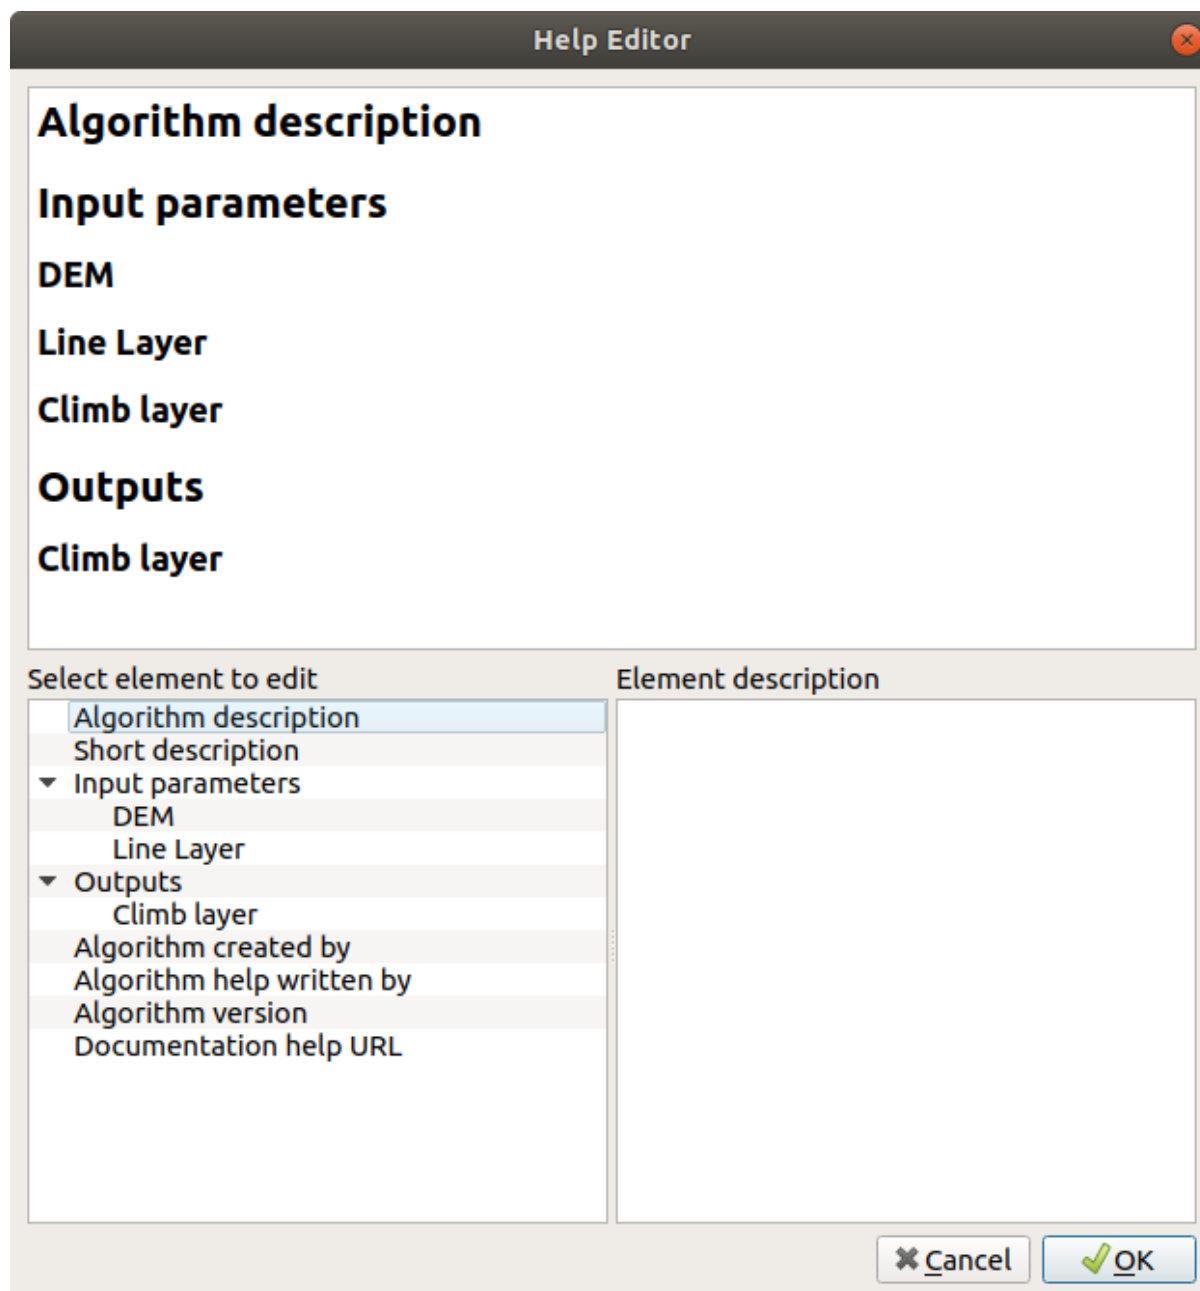 Help Editor
Algorithm description
Input parameters
DEM
Line Layer
Climb layer
Outputs
Climb layer
Select element to edit
Element description
Algorithm description
Short description
Input parameters
DEM
Line Layer
Outputs
Climb layer
Algorithm created by
Algorithm help written by
Algorithm version
Documentation help URL
Cancel
OK